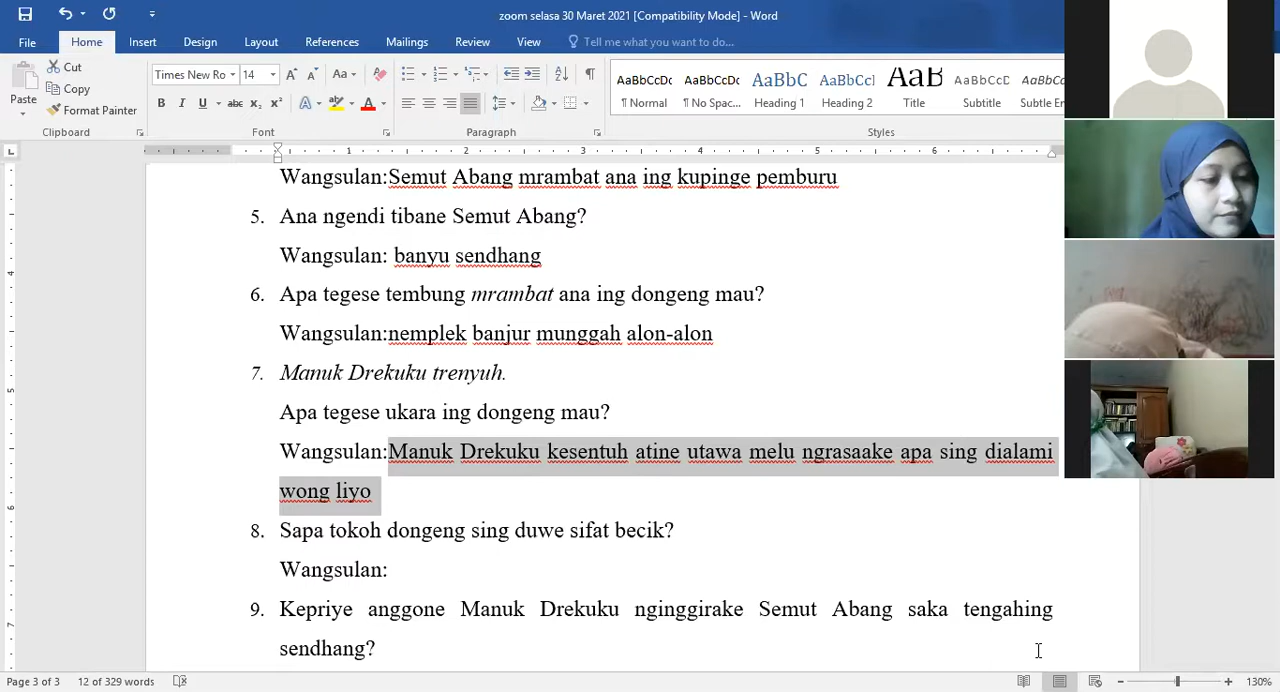 zoom selasa 30 Maret 2021 [Compatibility Mode] - Word
File Home Insert Design Layout References Mailings Review View Tell me what you want to do...
Paste
Cut
Copy
Format Painter
Times New Ro 14
AaBbCcDc AaBbCcDc AaBbC AaBbCcl AaB AaBbCcD AaBbCcD
¶ Normal ¶ No Spac... Heading 1 Heading 2 Title Subtitle Subtle En
Clipboard Font Paragraph Styles
1 2 3 4 5 6
Wangsulan:Semut Abang mrambat ana ing kupinge pemburu
5. Ana ngendi tibane Semut Abang?
Wangsulan: banyu sendhang
6. Apa tegese tembung mrambat ana ing dongeng mau?
Wangsulan:nemplek banjur munggah alon-alon
7. Manuk Drekuku trenyuh.
Apa tegese ukara ing dongeng mau?
Wangsulan:Manuk Drekuku kesentuh atine utawa melu ngrasaake apa sing dialami
wong liyo
8. Sapa tokoh dongeng sing duwe sifat becik?
Wangsulan:
9. Kepriye anggone Manuk Drekuku nginggirake Semut Abang saka tengahing
sendhang?
Page 3 of 3 12 of 329 words 130%